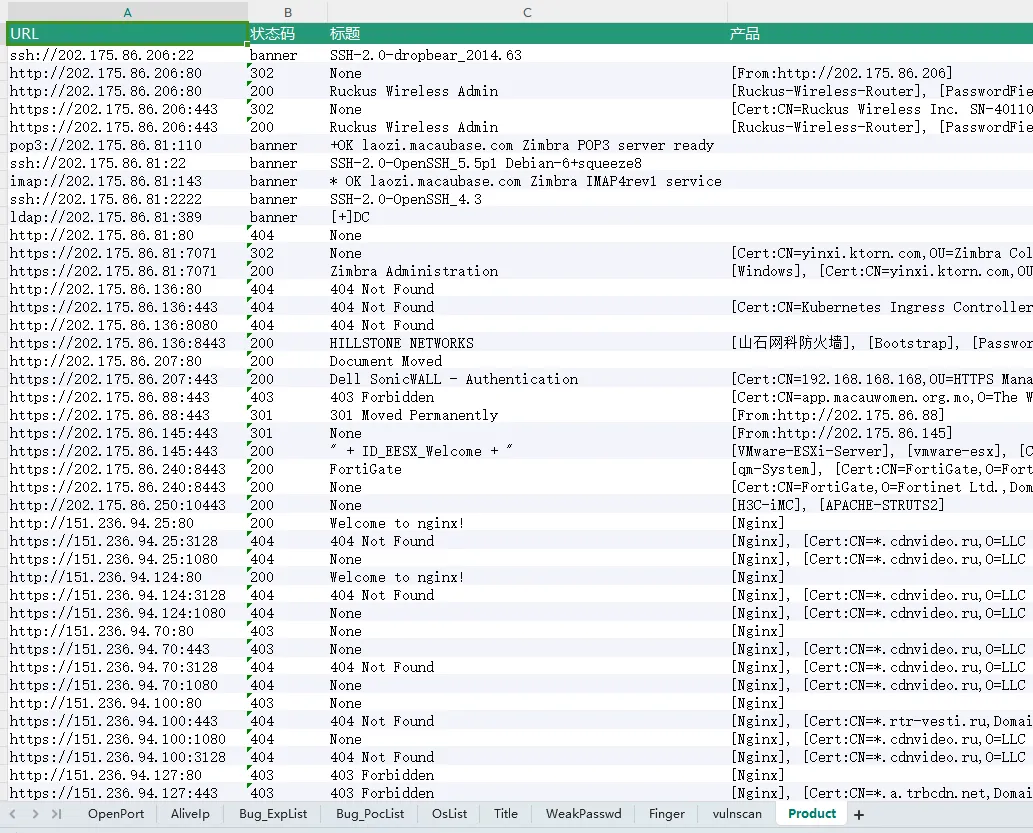 A B C
URL 状态码 标题 产品
ssh://202.175.86.206:22 banner SSH-2.0-dropbear_2014.63
http://202.175.86.206:80 302 None [From:http://202.175.86.206]
http://202.175.86.206:80 200 Ruckus Wireless Admin [Ruckus-Wireless-Router], [PasswordFie
https://202.175.86.206:443 302 None [Cert:CN=Ruckus Wireless Inc. SN-40110
https://202.175.86.206:443 200 Ruckus Wireless Admin [Ruckus-Wireless-Router], [PasswordFie
pop3://202.175.86.81:110 banner +OK laozi.macaubase.com Zimbra POP3 server ready
ssh://202.175.86.81:22 banner SSH-2.0-OpenSSH_5.5p1 Debian-6+squeeze8
imap://202.175.86.81:143 banner * OK laozi.macaubase.com Zimbra IMAP4rev1 service
ssh://202.175.86.81:2222 banner SSH-2.0-OpenSSH_4.3
ldap://202.175.86.81:389 banner [+]DC
http://202.175.86.81:80 404 None
https://202.175.86.81:7071 302 None [Cert:CN=yinxi.ktorn.com,OU=Zimbra Col
https://202.175.86.81:7071 200 Zimbra Administration [Windows], [Cert:CN=yinxi.ktorn.com,OU
http://202.175.86.136:80 404 404 Not Found
https://202.175.86.136:443 404 404 Not Found [Cert:CN=Kubernetes Ingress Controller
http://202.175.86.136:8080 404 404 Not Found
https://202.175.86.136:8443 200 HILLSTONE NETWORKS [山石网科防火墙], [Bootstrap], [Passwor
http://202.175.86.207:80 200 Document Moved
https://202.175.86.207:443 200 Dell SonicWALL - Authentication [Cert:CN=192.168.168.168,OU=HTTPS Mana
https://202.175.86.88:443 403 403 Forbidden [Cert:CN=app.macauwomen.org.mo,O=The W
https://202.175.86.88:443 301 301 Moved Permanently [From:http://202.175.86.88]
https://202.175.86.145:443 301 None [From:http://202.175.86.145]
https://202.175.86.145:443 200 " + ID_EESX_Welcome + " [VMware-ESXi-Server], [vmware-esx], [C
https://202.175.86.240:8443 200 FortiGate [qm-System], [Cert:CN=FortiGate,O=Fort
https://202.175.86.240:8443 200 None [Cert:CN=FortiGate,O=Fortinet Ltd.,Dom
http://202.175.86.250:10443 200 None [H3C-iMC], [APACHE-STRUTS2]
http://151.236.94.25:80 200 Welcome to nginx! [Nginx]
https://151.236.94.25:3128 404 404 Not Found [Nginx], [Cert:CN=*.cdnvideo.ru,O=LLC
https://151.236.94.25:1080 404 None [Nginx], [Cert:CN=*.cdnvideo.ru,O=LLC
http://151.236.94.124:80 200 Welcome to nginx! [Nginx]
https://151.236.94.124:3128 404 404 Not Found [Nginx], [Cert:CN=*.cdnvideo.ru,O=LLC
https://151.236.94.124:1080 404 None [Nginx], [Cert:CN=*.cdnvideo.ru,O=LLC
http://151.236.94.70:80 403 None [Nginx]
https://151.236.94.70:443 403 None [Nginx], [Cert:CN=*.cdnvideo.ru,O=LLC
https://151.236.94.70:3128 404 404 Not Found [Nginx], [Cert:CN=*.cdnvideo.ru,O=LLC
https://151.236.94.70:1080 404 None [Nginx], [Cert:CN=*.cdnvideo.ru,O=LLC
http://151.236.94.100:80 403 None [Nginx]
https://151.236.94.100:443 404 404 Not Found [Nginx], [Cert:CN=*.rtr-vesti.ru,Domai
https://151.236.94.100:1080 404 None [Nginx], [Cert:CN=*.cdnvideo.ru,O=LLC
https://151.236.94.100:3128 404 404 Not Found [Nginx], [Cert:CN=*.cdnvideo.ru,O=LLC
http://151.236.94.127:80 403 403 Forbidden [Nginx]
https://151.236.94.127:443 403 403 Forbidden [Nginx], [Cert:CN=*.a.trbcdn.net,Domai
OpenPort AliveIp Bug_ExpList Bug_PocList OsList Title WeakPasswd Finger vulnscan Product +